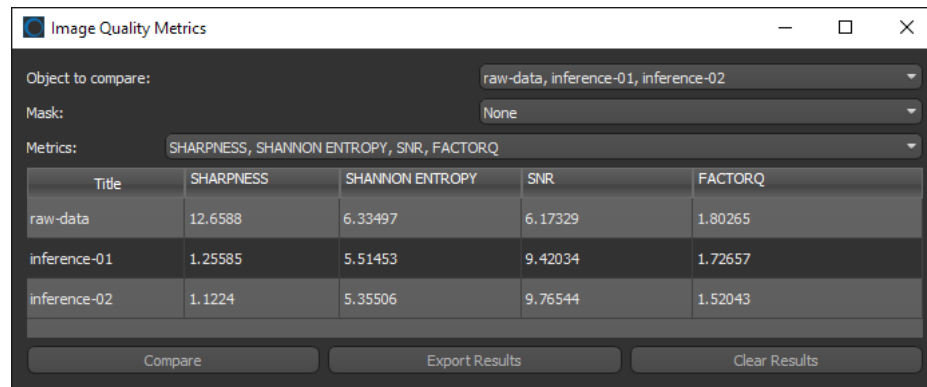 Image Quality Metrics
Object to compare: raw-data, inference-01, inference-02
Mask: None
Metrics: SHARPNESS, SHANNON ENTROPY, SNR, FACTORQ
Title SHARPNESS SHANNON ENTROPY SNR FACTORQ
raw-data 12.6588 6.33497 6.17329 1.80265
inference-01 1.25585 5.51453 9.42034 1.72657
inference-02 1.1224 5.35506 9.76544 1.52043
Compare Export Results Clear Results